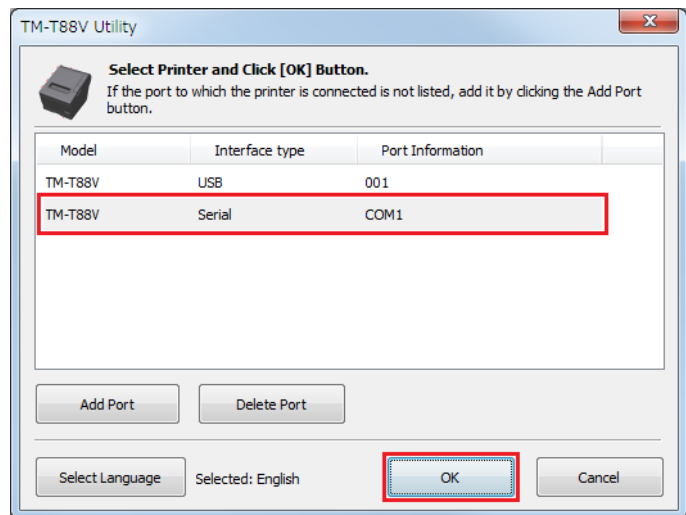 TM-T88V Utility
Select Printer and Click [OK] Button.
If the port to which the printer is connected is not listed, add it by clicking the Add Port
button.
Model Interface type Port Information
TM-T88V USB 001
TM-T88V Serial COM1
Add Port Delete Port
Select Language Selected: English OK Cancel